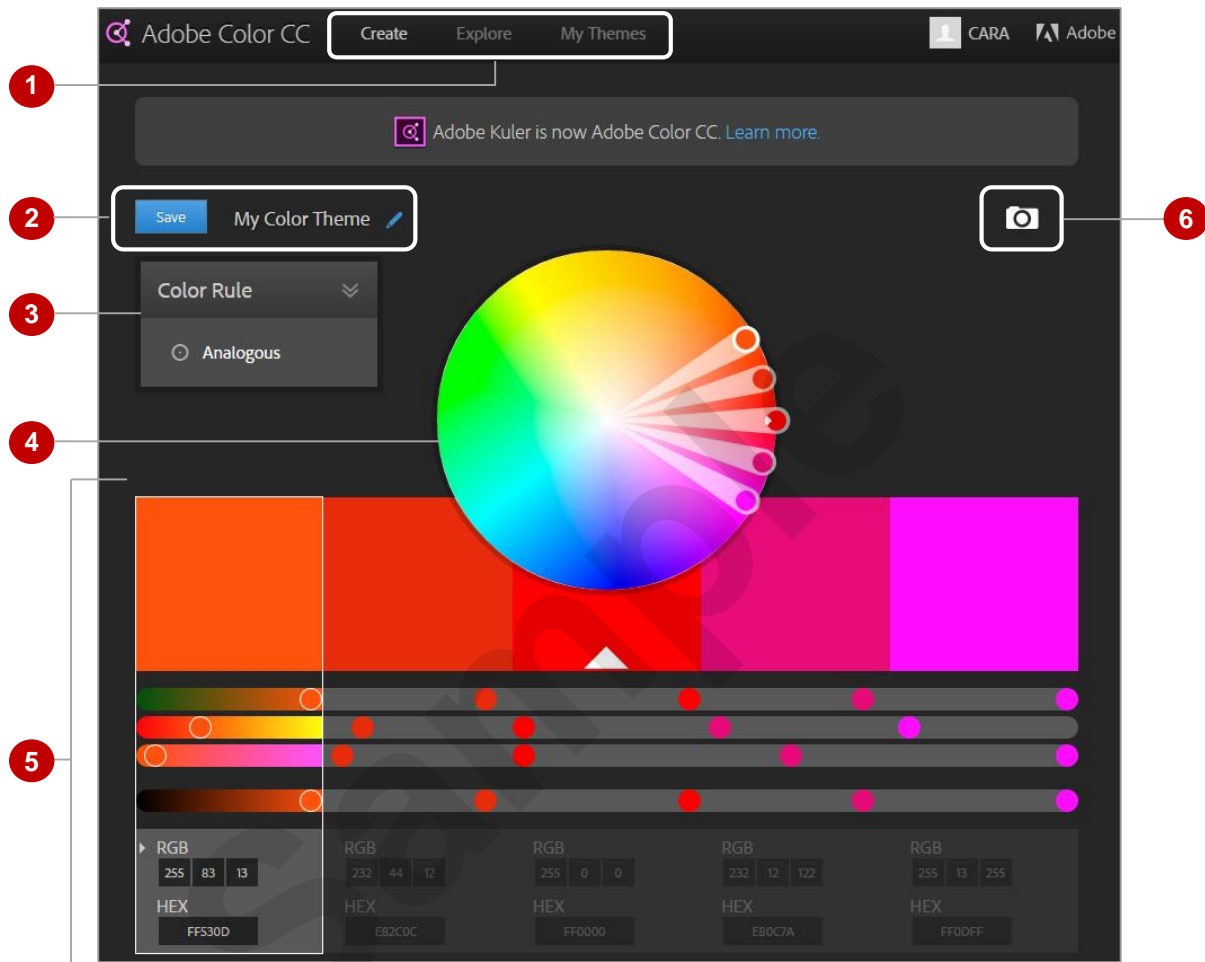 Adobe Color CC Create Explore My Themes CARA Adobe
1
Adobe Kuler is now Adobe Color CC. Learn more.
2 Save My Color Theme 6
3 Color Rule
Analogous
4
5
RGB RGB RGB RGB RGB
255 83 13 232 44 12 255 0 0 232 12 122 255 13 255
HEX HEX HEX HEX HEX
FF530D E82C0C FF0000 E80C7A FF0DFF
Sample